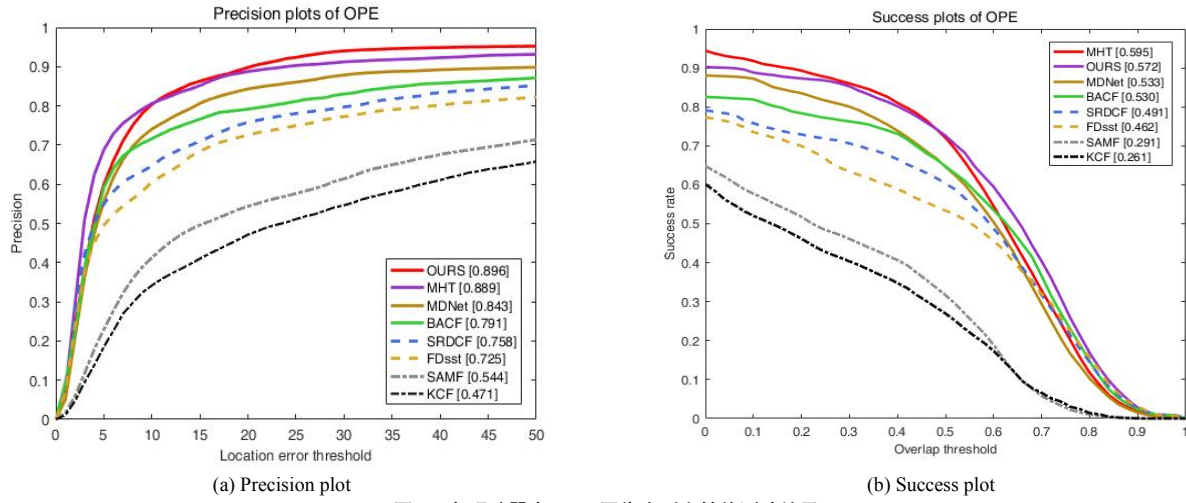 Precision plots of OPE
1
0.9
0.8
0.7
0.6
0.5
0.4
0.3
0.2
0.1
0
Precision
OURS [0.896]
MHT [0.889]
MDNet [0.843]
BACF [0.791]
SRDCF [0.758]
FDsst [0.725]
SAMF [0.544]
KCF [0.471]
0 5 10 15 20 25 30 35 40 45 50
Location error threshold
(a) Precision plot
Success plots of OPE
1
0.9
0.8
0.7
0.6
0.5
0.4
0.3
0.2
0.1
0
Success rate
MHT [0.595]
OURS [0.572]
MDNet [0.533]
BACF [0.530]
SRDCF [0.491]
FDsst [0.462]
SAMF [0.291]
KCF [0.261]
0 0.1 0.2 0.3 0.4 0.5 0.6 0.7 0.8 0.9 1
Overlap threshold
(b) Success plot